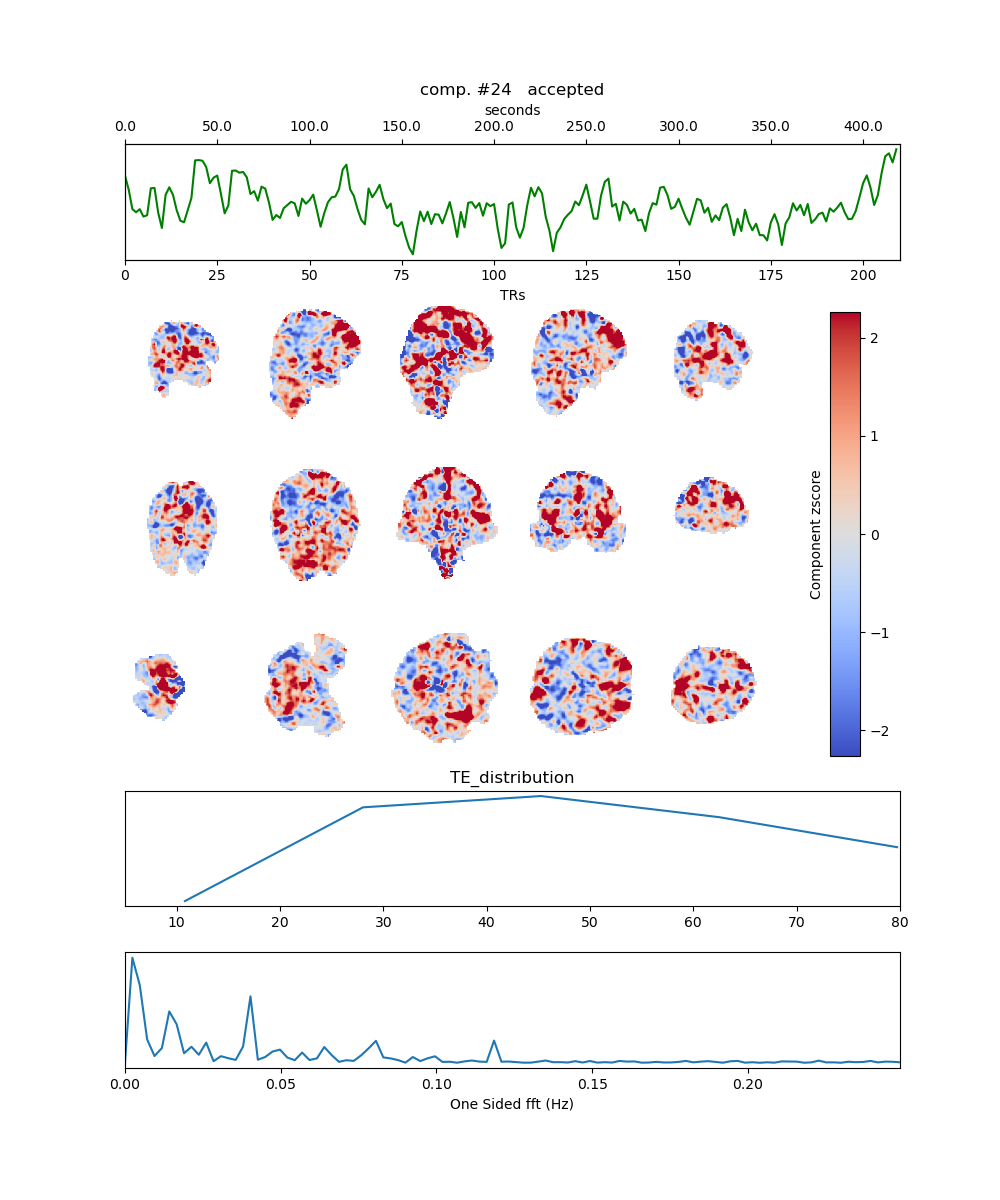 comp. #24   accepted
seconds
0.0 50.0 100.0 150.0 200.0 250.0 300.0 350.0 400.0
0 25 50 75 100 125 150 175 200
TRs
2
1
0
−1
−2
Component zscore
TE_distribution
10 20 30 40 50 60 70 80
0.00 0.05 0.10 0.15 0.20
One Sided fft (Hz)